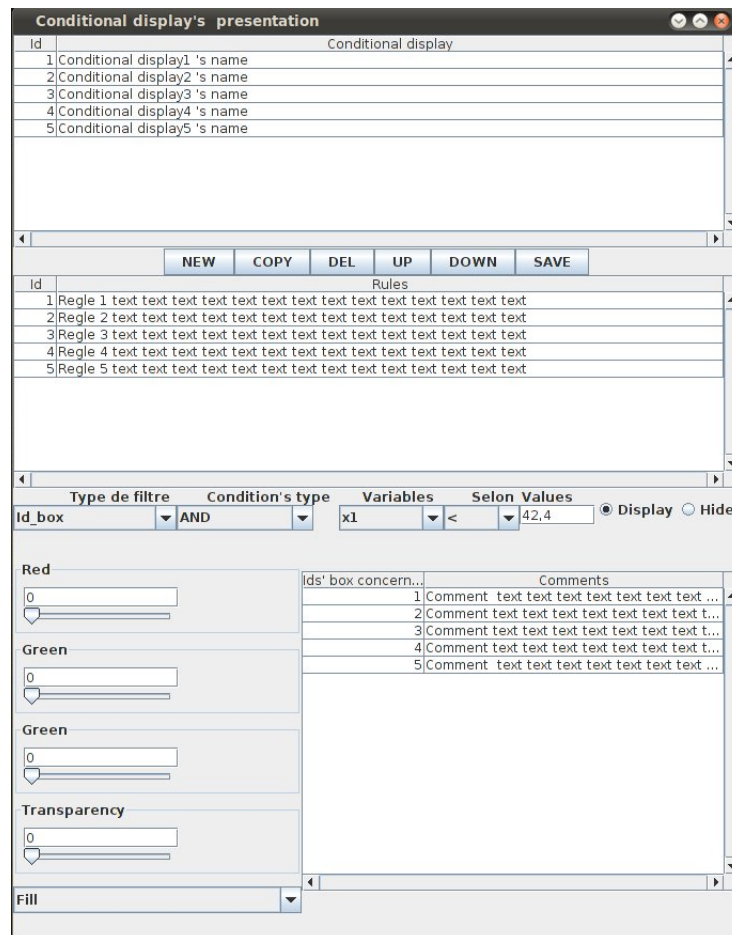 Conditional display's presentation
Id Conditional display
1 Conditional display1 's name
2 Conditional display2 's name
3 Conditional display3 's name
4 Conditional display4 's name
5 Conditional display5 's name
NEW COPY DEL UP DOWN SAVE
Id Rules
1 Regle 1 text text text text text text text text text text text text text text
2 Regle 2 text text text text text text text text text text text text text text
3 Regle 3 text text text text text text text text text text text text text text
4 Regle 4 text text text text text text text text text text text text text text
5 Regle 5 text text text text text text text text text text text text text text
Type de filtre Condition's type Variables Selon Values
Id_box AND x1 < 42,4 Display Hide
Red
0
Green
0
Green
0
Transparency
0
Fill
Ids' box concern... Comments
1 Comment text text text text text text text ...
2 Comment text text text text text text t...
3 Comment text text text text text text t...
4 Comment text text text text text text t...
5 Comment text text text text text text text ...